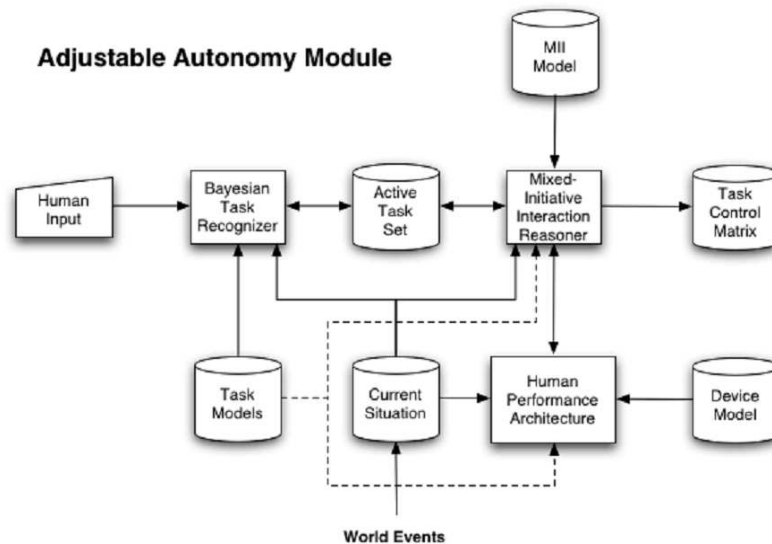 Adjustable Autonomy Module
MII
Model
Human
Input
Bayesian
Task
Recognizer
Active
Task
Set
Mixed-
Initiative
Interaction
Reasoner
Task
Control
Matrix
Task
Models
Current
Situation
Human
Performance
Architecture
Device
Model
World Events